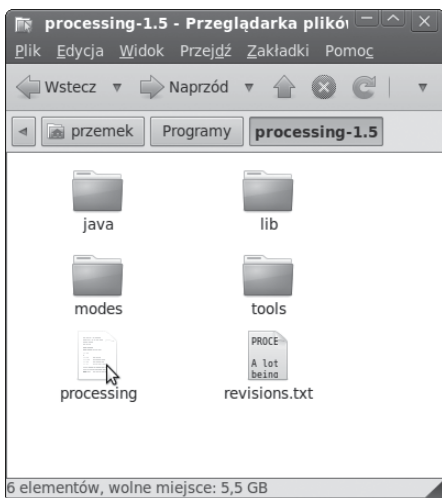 processing-1.5 - Przeglądarka plików
Plik Edycja Widok Przejdź Zakładki Pomoc
Wstecz Naprzód
przemek Programy processing-1.5
java lib
modes tools
PROCE
A lot
being
processing revisions.txt
6 elementów, wolne miejsce: 5,5 GB